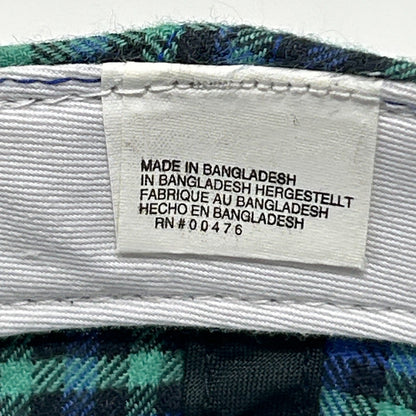 MADE IN BANGLADESH
IN BANGLADESH HERGESTELLT
FABRIQUE AU BANGLADESH
HECHO EN BANGLADESH
RN#00476